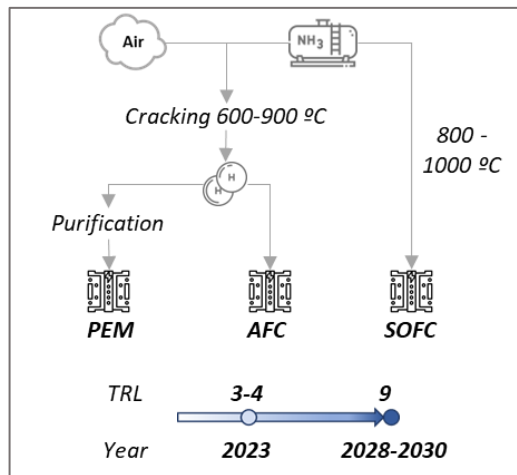 Air
NH3
Cracking 600-900 ºC
800 -
1000 ºC
H
H
Purification
PEM AFC SOFC
TRL 3-4 9
Year 2023 2028-2030